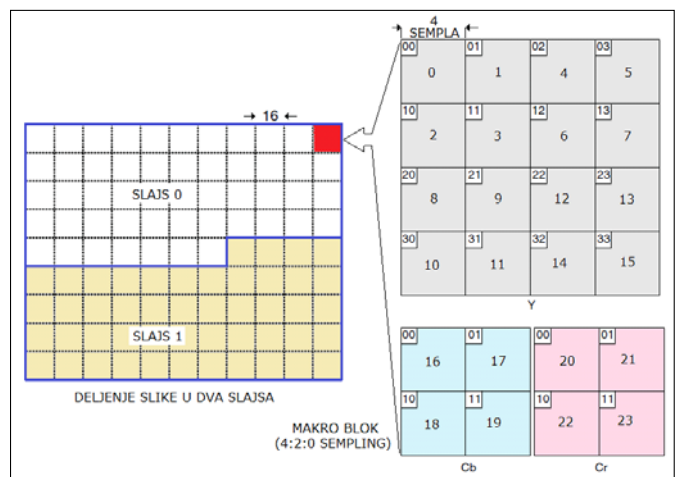 4
SEMPLA
00 01 02 03
0 1 4 5
10 11 12 13
2 3 6 7
20 21 22 23
8 9 12 13
30 31 32 33
10 11 14 15
Y
16
SLAJS 0
SLAJS 1
DELJENJE SLIKE U DVA SLAJSA
MAKRO BLOK
(4:2:0 SEMPLING)
00 01
16 17
10 11
18 19
Cb
00 01
20 21
10 11
22 23
Cr